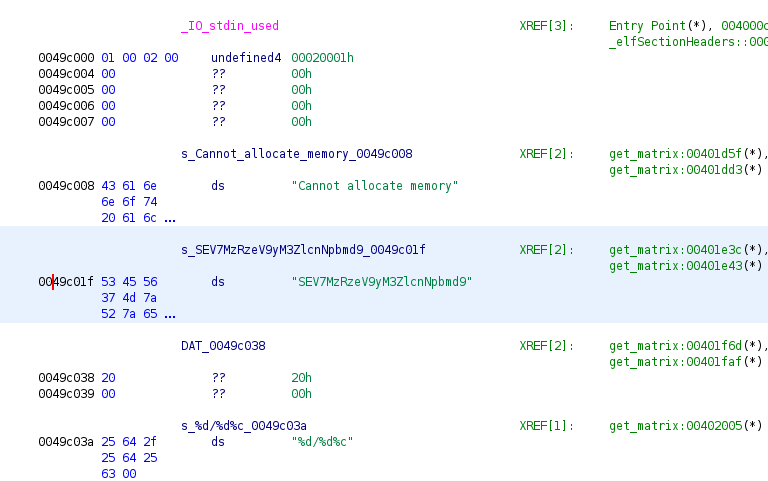 _IO_stdin_used XREF[3]: Entry Point(*), 004000c
_elfSectionHeaders::000
0049c000 01 00 02 00 undefined4 00020001h
0049c004 00 ?? 00h
0049c005 00 ?? 00h
0049c006 00 ?? 00h
0049c007 00 ?? 00h
s_Cannot_allocate_memory_0049c008 XREF[2]: get_matrix:00401d5f(*),
get_matrix:00401dd3(*)
0049c008 43 61 6e ds "Cannot allocate memory"
6e 6f 74
20 61 6c ...
s_SEV7MzRzeV9yM3ZlcnNpbmd9_0049c01f XREF[2]: get_matrix:00401e3c(*),
get_matrix:00401e43(*)
0049c01f 53 45 56 ds "SEV7MzRzeV9yM3ZlcnNpbmd9"
37 4d 7a
52 7a 65 ...
DAT_0049c038 XREF[2]: get_matrix:00401f6d(*),
get_matrix:00401faf(*)
0049c038 20 ?? 20h
0049c039 00 ?? 00h
s_%d/%d%c_0049c03a XREF[1]: get_matrix:00402005(*)
0049c03a 25 64 2f ds "%d/%d%c"
25 64 25
63 00